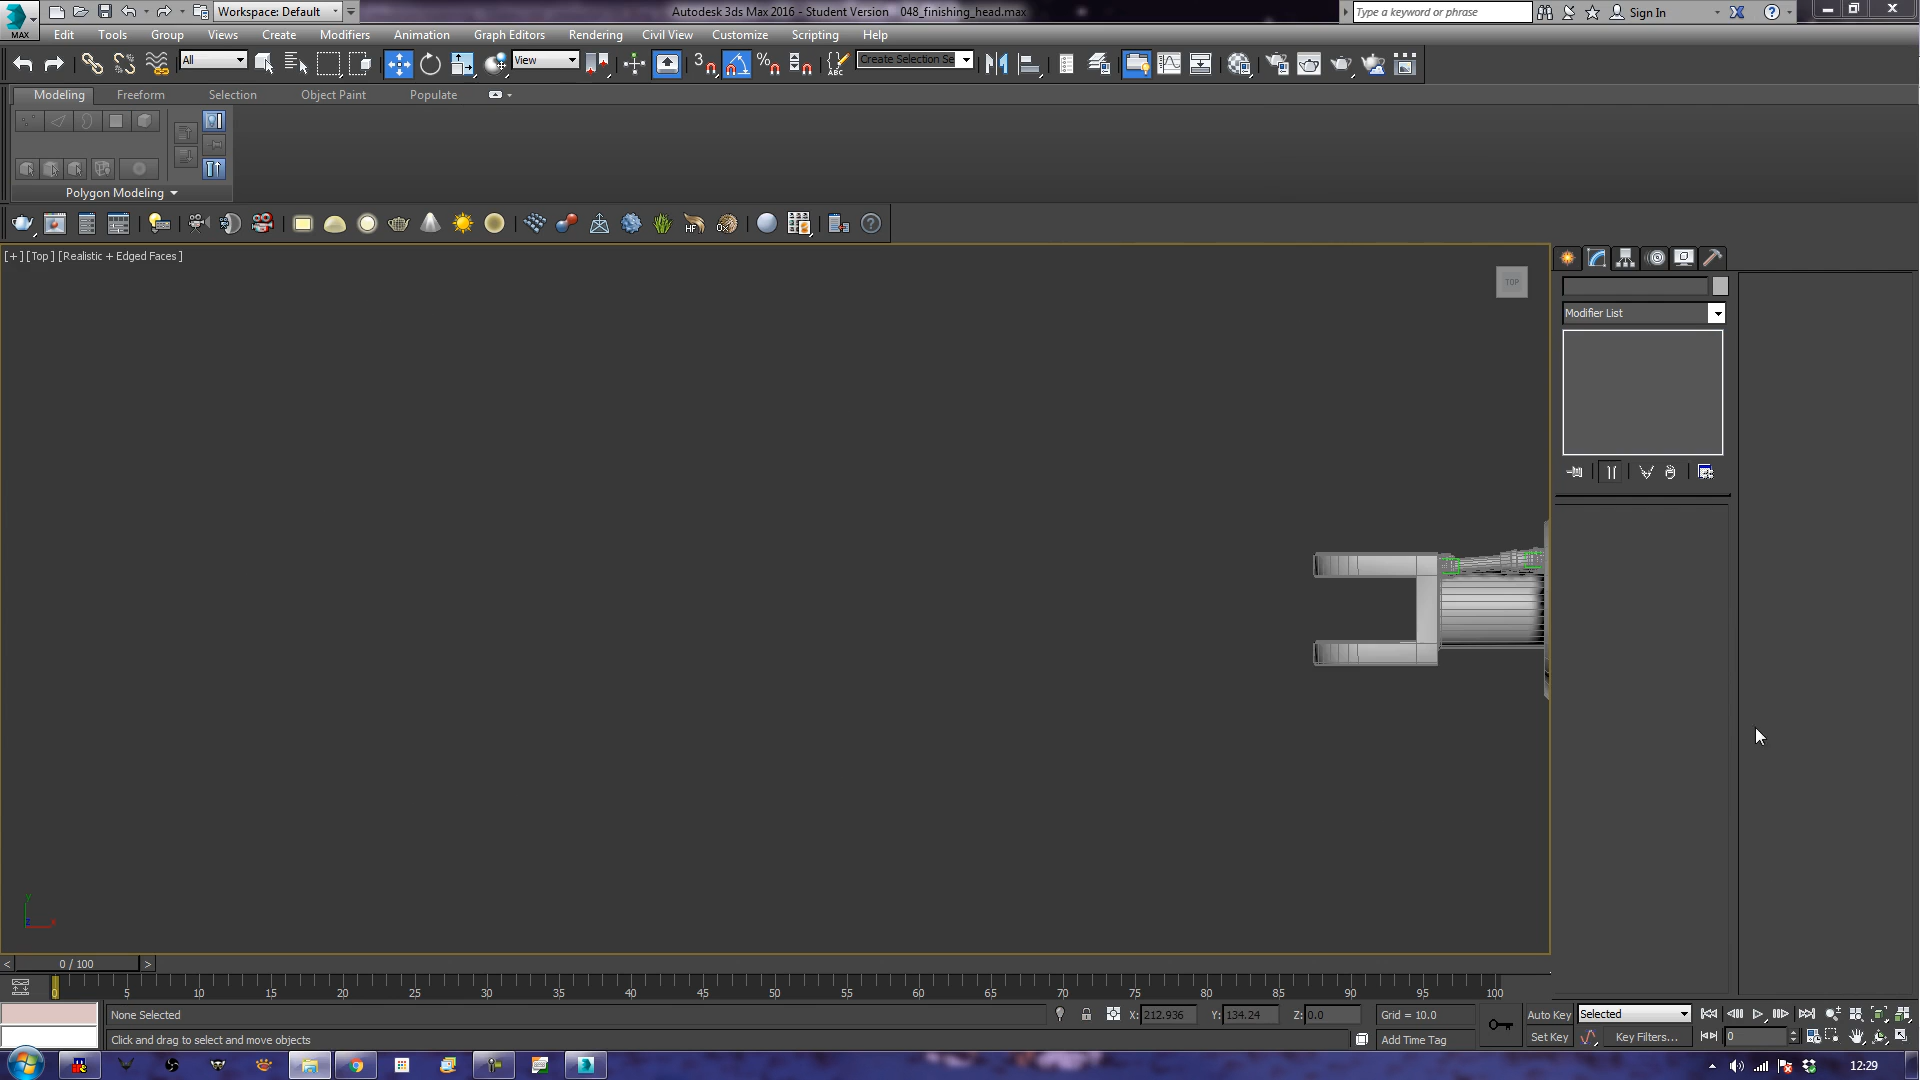 Workspace: Default
Autodesk 3ds Max 2016 - Student Version 048_finishing_head.max
Type a keyword or phrase
Sign In
MAX
Edit Tools Group Views Create Modifiers Animation Graph Editors Rendering Civil View Customize Scripting Help
All
View
3
ABC
Create Selection Se
Modeling Freeform Selection Object Paint Populate
Polygon Modeling
HF
[+] [Top] [Realistic + Edged Faces]
TOP
Modifier List
0 / 100
0 5 10 15 20 25 30 35 40 45 50 55 60 65 70 75 80 85 90 95 100
None Selected
X: 212.936 Y: 134.24 Z: 0.0
Grid = 10.0
Auto Key
Selected
Click and drag to select and move objects
Add Time Tag
Set Key
Key Filters...
0
12:29